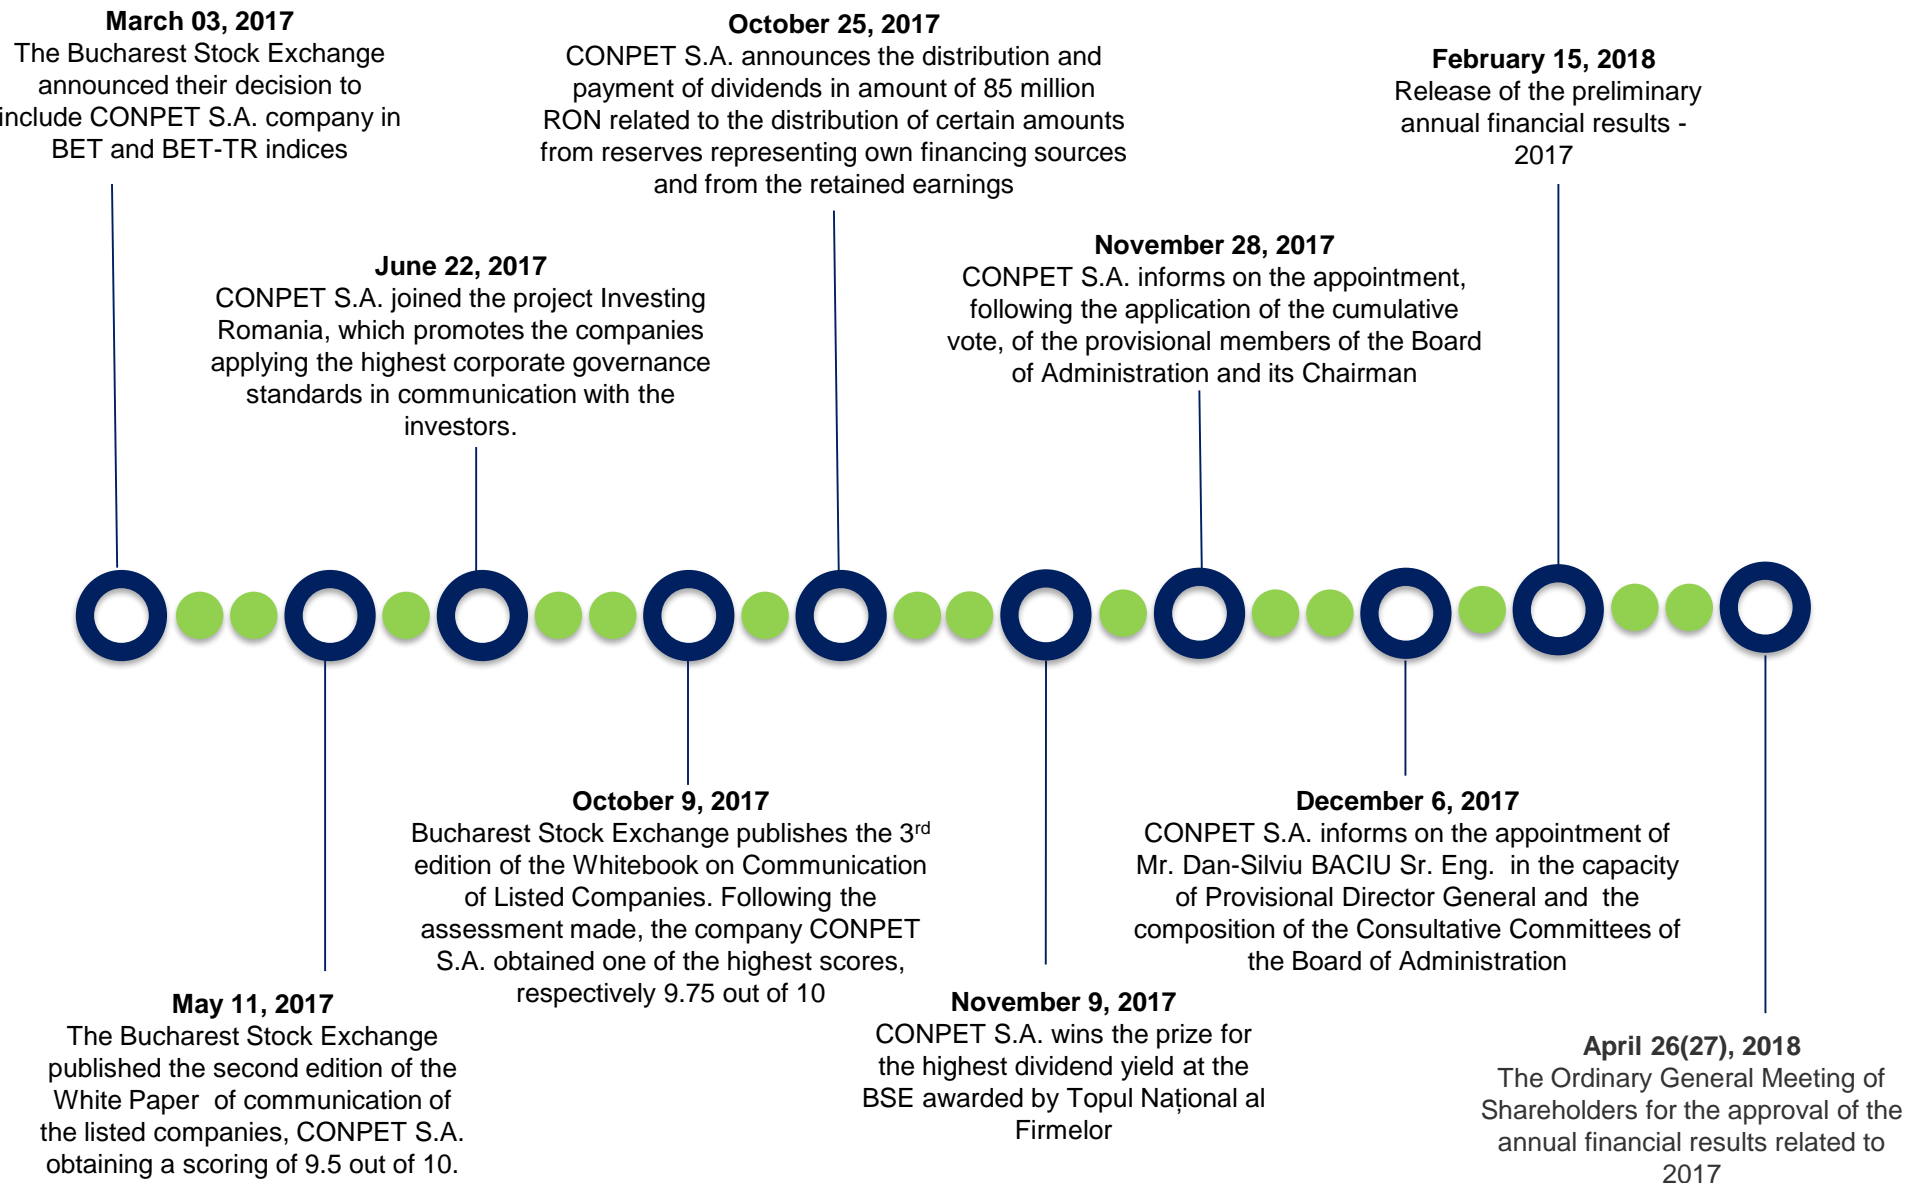 March 03, 2017
The Bucharest Stock Exchange
announced their decision to
include CONPET S.A. company in
BET and BET-TR indices
October 25, 2017
CONPET S.A. announces the distribution and
payment of dividends in amount of 85 million
RON related to the distribution of certain amounts
from reserves representing own financing sources
and from the retained earnings
February 15, 2018
Release of the preliminary
annual financial results -
2017
June 22, 2017
CONPET S.A. joined the project Investing
Romania, which promotes the companies
applying the highest corporate governance
standards in communication with the
investors.
November 28, 2017
CONPET S.A. informs on the appointment,
following the application of the cumulative
vote, of the provisional members of the Board
of Administration and its Chairman
October 9, 2017
Bucharest Stock Exchange publishes the 3rd
edition of the Whitebook on Communication
of Listed Companies. Following the
assessment made, the company CONPET
S.A. obtained one of the highest scores,
respectively 9.75 out of 10
December 6, 2017
CONPET S.A. informs on the appointment of
Mr. Dan-Silviu BACIU Sr. Eng.  in the capacity
of Provisional Director General and  the
composition of the Consultative Committees of
the Board of Administration
May 11, 2017
The Bucharest Stock Exchange
published the second edition of the
White Paper  of communication of
the listed companies, CONPET S.A.
obtaining a scoring of 9.5 out of 10.
November 9, 2017
CONPET S.A. wins the prize for
the highest dividend yield at the
BSE awarded by Topul Național al
Firmelor
April 26(27), 2018
The Ordinary General Meeting of
Shareholders for the approval of the
annual financial results related to
2017